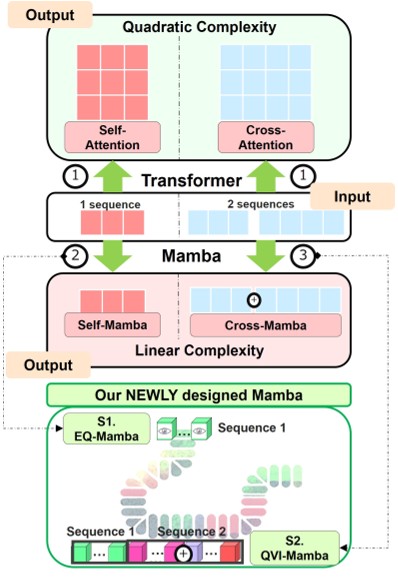 Output
Quadratic Complexity
Self-
Attention
Cross-
Attention
1
Transformer
1
Input
1 sequence
2 sequences
2
Mamba
3
+
Self-Mamba
Cross-Mamba
Linear Complexity
Output
Our NEWLY designed Mamba
S1.
EQ-Mamba
...
Sequence 1
Sequence 1
Sequence 2
...
+
...
S2.
QVI-Mamba